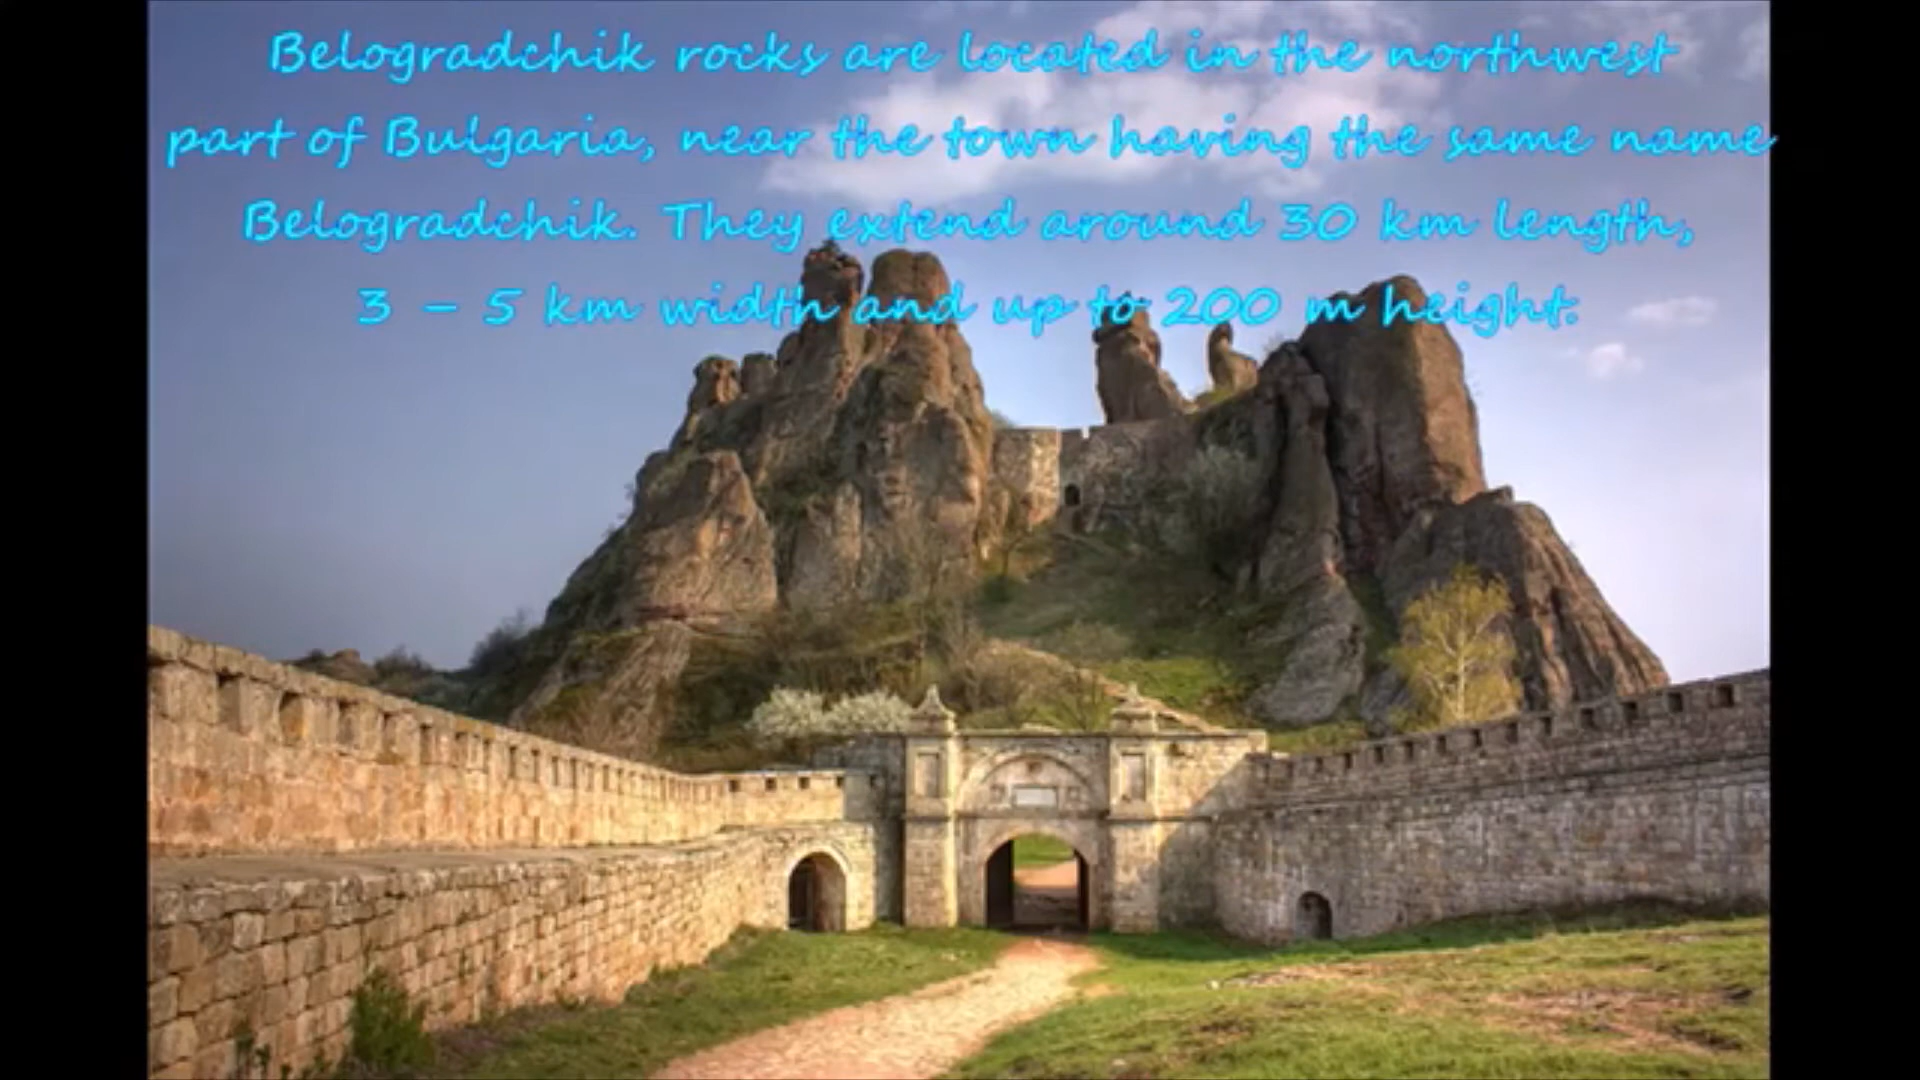 Belogradchik rocks are located in the northwest
part of Bulgaria, near the town having the same name
Belogradchik. They extend around 30 km length,
3 - 5 km width and up to 200 m height.